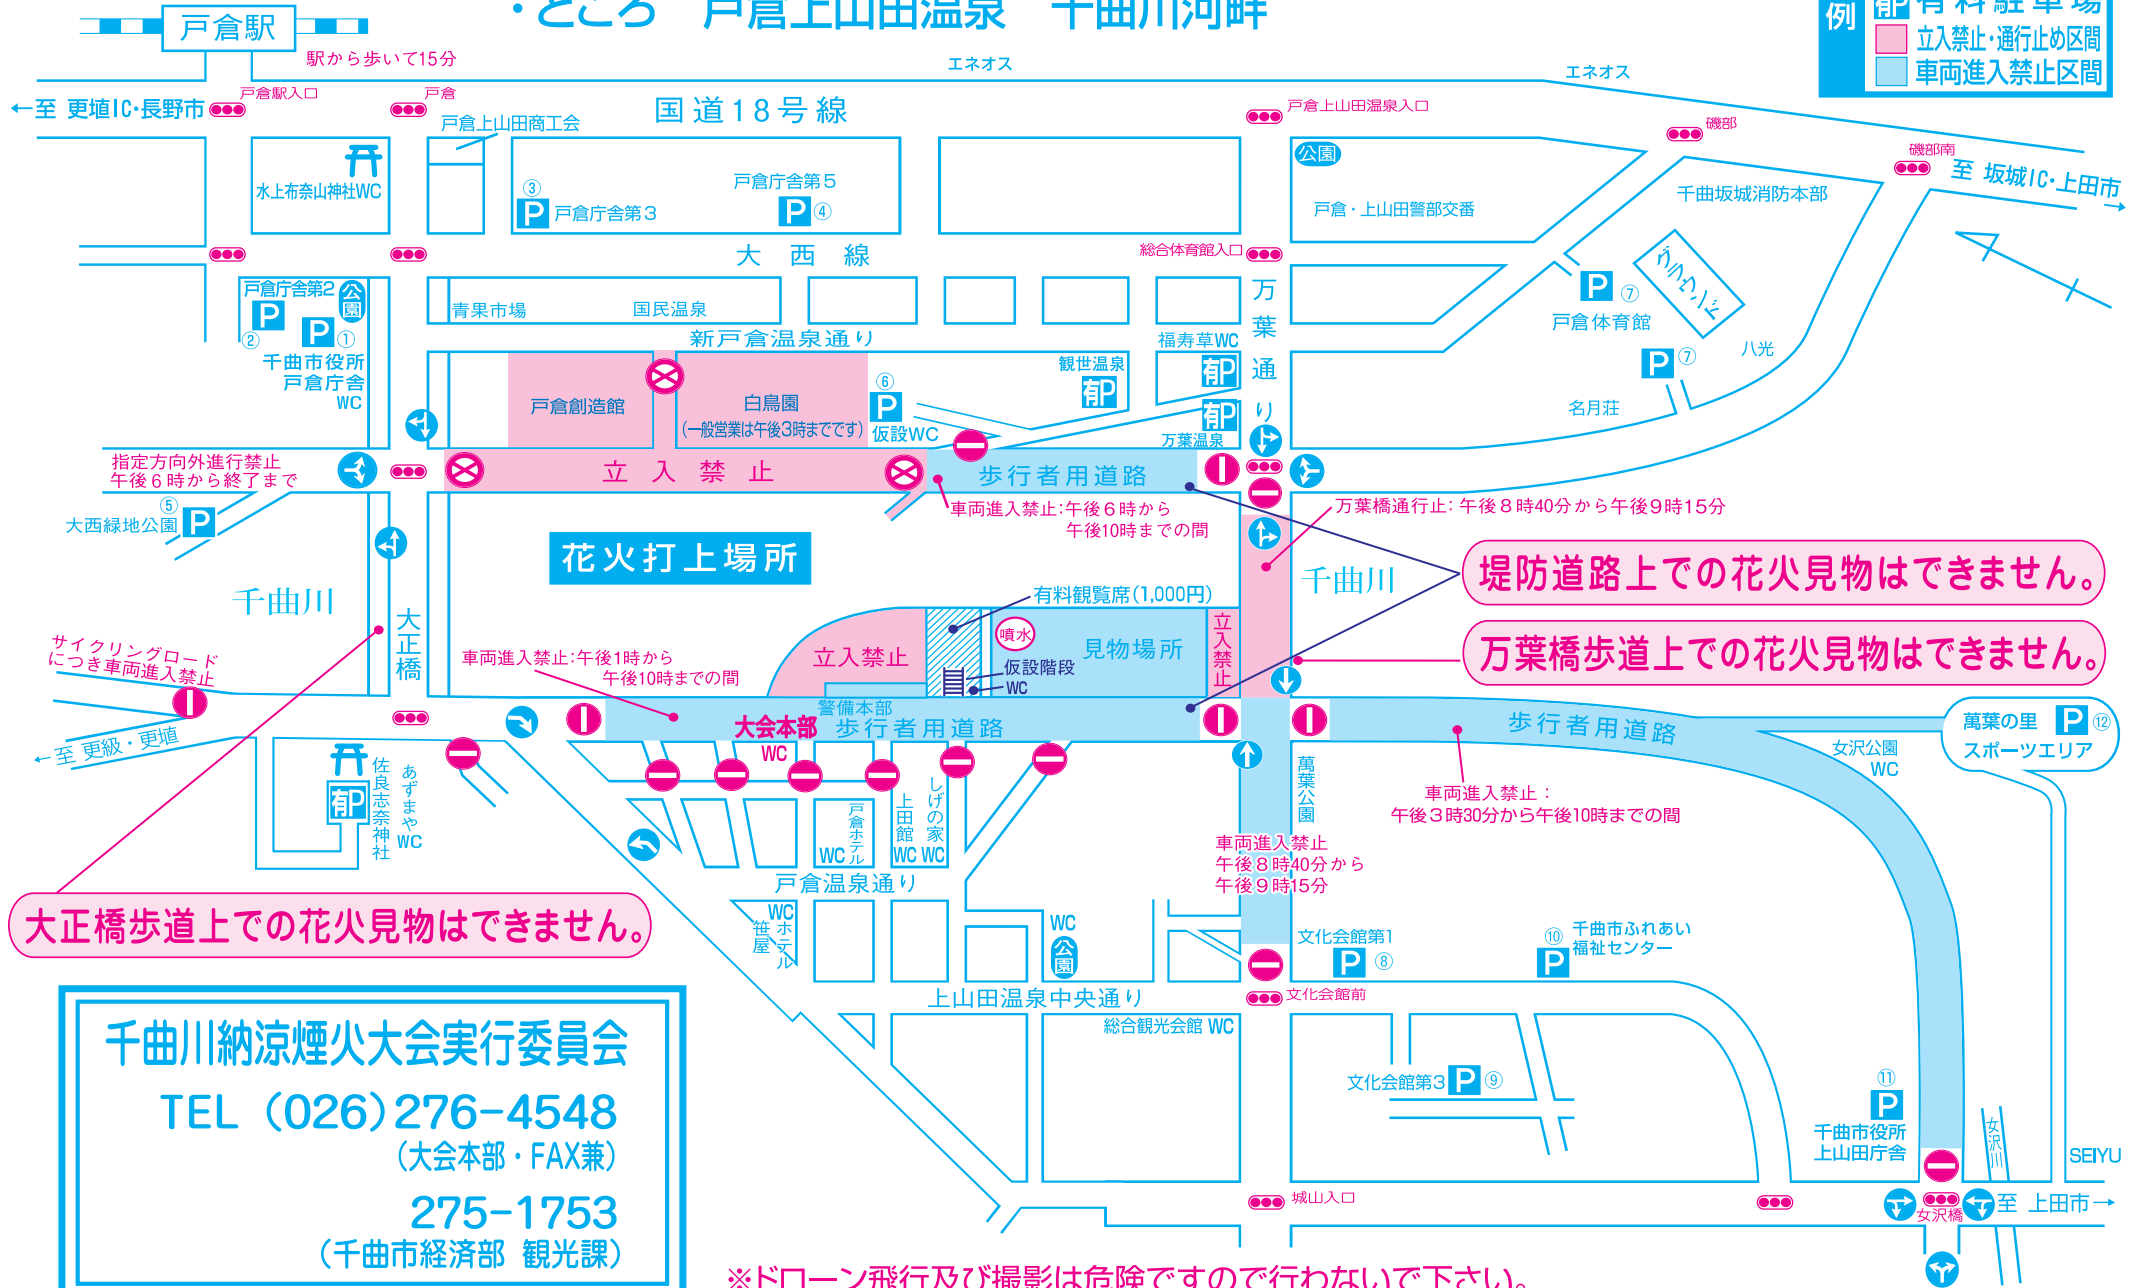 ・ところ　戸倉上山田温泉　千曲川河畔
戸倉駅
駅から歩いて15分
例
有P 有料駐車場
立入禁止・通行止め区間
車両進入禁止区間
エネオス
エネオス
←至 更埴IC・長野市
戸倉駅入口
戸倉
国道18号線
戸倉上山田温泉入口
磯部
磯部南
至 坂城IC・上田市→
戸倉上山田商工会
水上布奈山神社WC
③
P 戸倉庁舎第3
戸倉庁舎第5
P ④
公園
戸倉・上山田警部交番
千曲坂城消防本部
大西線
総合体育館入口
万葉通り
グラウンド
P ⑦
戸倉体育館
P ⑦
八光
名月荘
戸倉庁舎第2
公園
P
②
P ①
千曲市役所
戸倉庁舎
WC
青果市場
国民温泉
新戸倉温泉通り
福寿草WC
観世温泉
有P
有P
有P
万葉温泉
戸倉創造館
白鳥園
(一般営業は午後3時までです)
⑥
P
仮設WC
指定方向外進行禁止
午後6時から終了まで
立入禁止
歩行者用道路
⑤
大西緑地公園 P
車両進入禁止:午後6時から
午後10時までの間
万葉橋通行止:午後8時40分から午後9時15分
花火打上場所
堤防道路上での花火見物はできません。
千曲川
千曲川
大正橋
有料観覧席(1,000円)
立入禁止
噴水
見物場所
立入禁止
仮設階段
WC
万葉橋歩道上での花火見物はできません。
サイクリングロード
につき車両進入禁止
車両進入禁止:午後1時から
午後10時までの間
警備本部
大会本部
WC
歩行者用道路
歩行者用道路
萬葉の里 P ⑫
スポーツエリア
女沢公園
WC
←至 更級・更埴
有P
佐良志奈神社
あずまや
WC
萬葉公園
車両進入禁止：
午後3時30分から午後10時までの間
車両進入禁止
午後8時40分から
午後9時15分
戸倉ホテル
WC
上田館
WC
しげの家
WC
戸倉温泉通り
大正橋歩道上での花火見物はできません。
WC
笹屋
ホテル
WC
公園
文化会館第1
P ⑧
⑩
P
千曲市ふれあい
福祉センター
上山田温泉中央通り
文化会館前
総合観光会館 WC
文化会館第3 P ⑨
⑪
P
千曲市役所
上山田庁舎
女沢川
SEIYU
城山入口
女沢橋
至 上田市→
千曲川納涼煙火大会実行委員会
TEL (026)276-4548
(大会本部・FAX兼)
275-1753
(千曲市経済部 観光課)
※ドローン飛行及び撮影は危険ですので行わないで下さい。